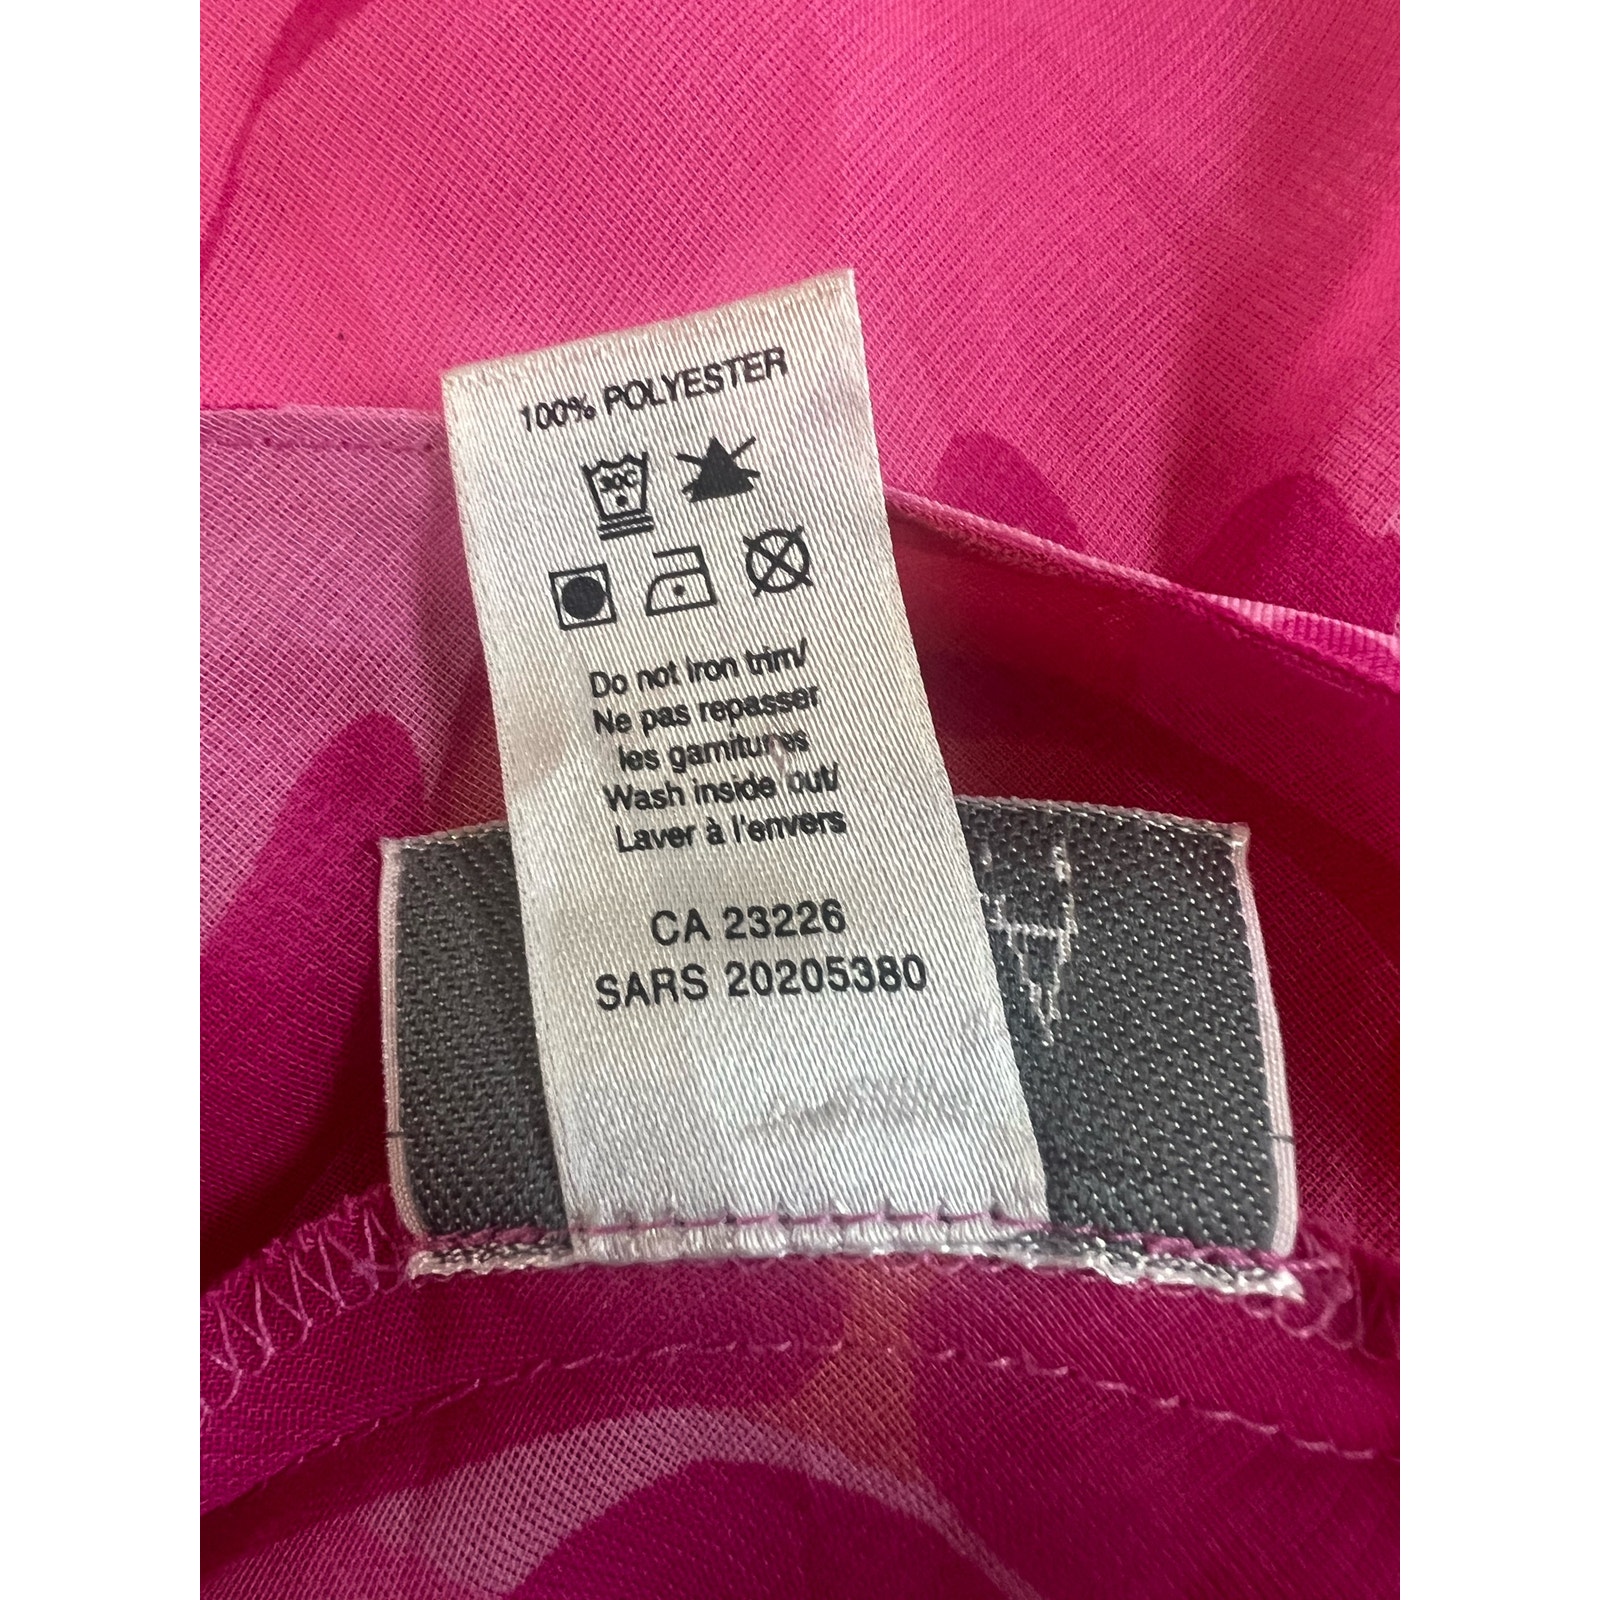 100% POLYESTER
30C
Do not iron trim/
Ne pas repasser
les garnitures
Wash inside out/
Laver à l'envers
CA 23226
SARS 20205380